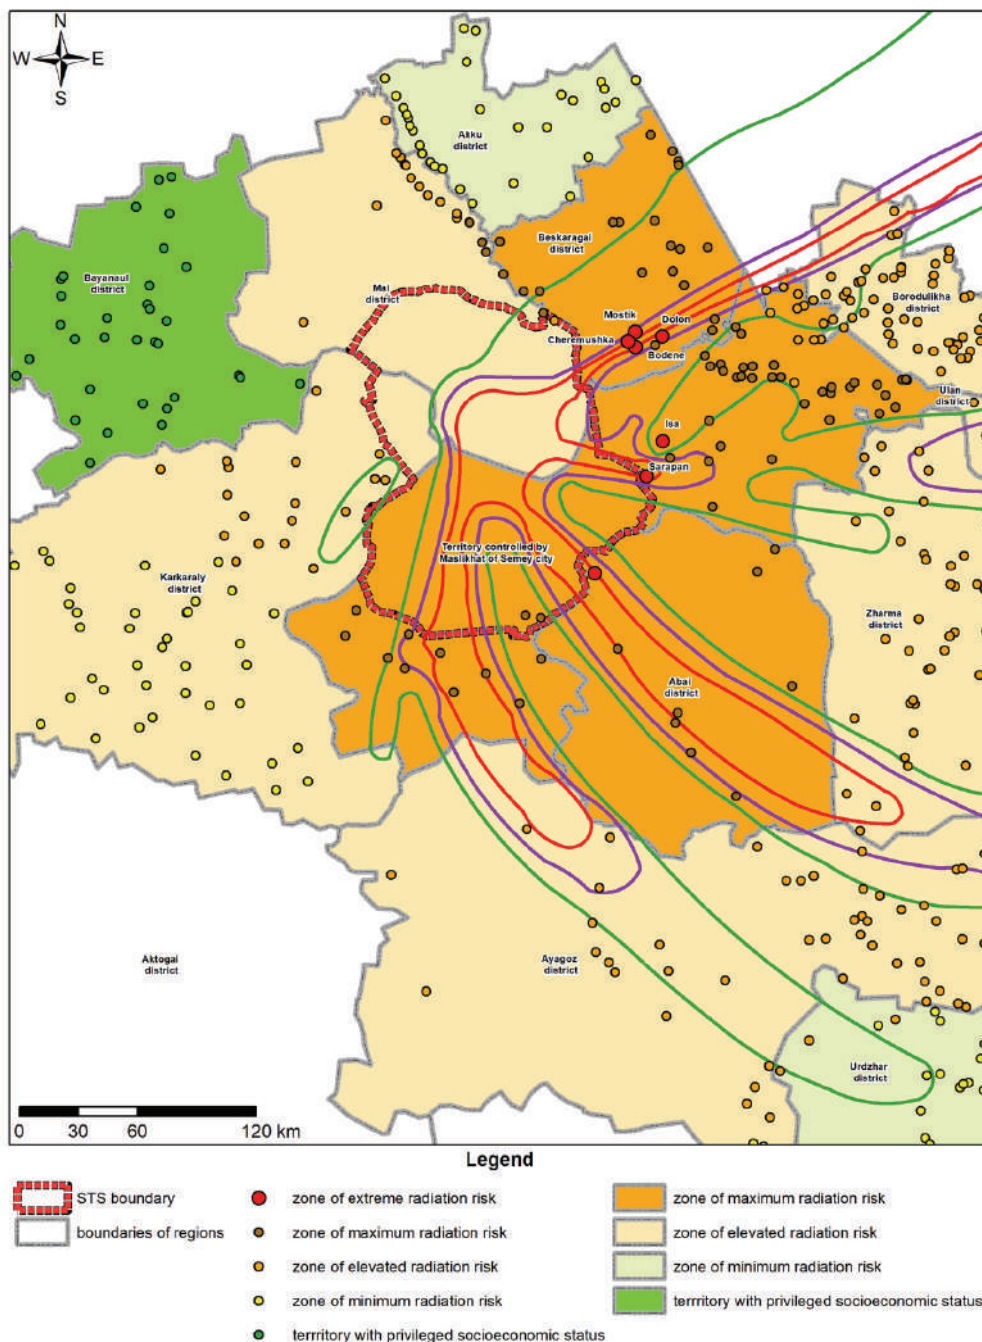 N
W E
S
Akku
district
Beskaragai
district
Bayanaul
district
Mai
district
Borodulikha
district
Mostik
Dolon
Cheremushka
Bodene
Ulan
district
Isa
Sarapan
Territory controlled by
Maslikhat of Semey city
Karkaraly
district
Zharma
district
Abai
district
Aktogai
district
Ayagoz
district
Urdzhar
district
0 30 60 120 km
Legend
STS boundary
boundaries of regions
zone of extreme radiation risk
zone of maximum radiation risk
zone of elevated radiation risk
zone of minimum radiation risk
terrritory with privileged socioeconomic status
zone of maximum radiation risk
zone of elevated radiation risk
zone of minimum radiation risk
terrritory with privileged socioeconomic status